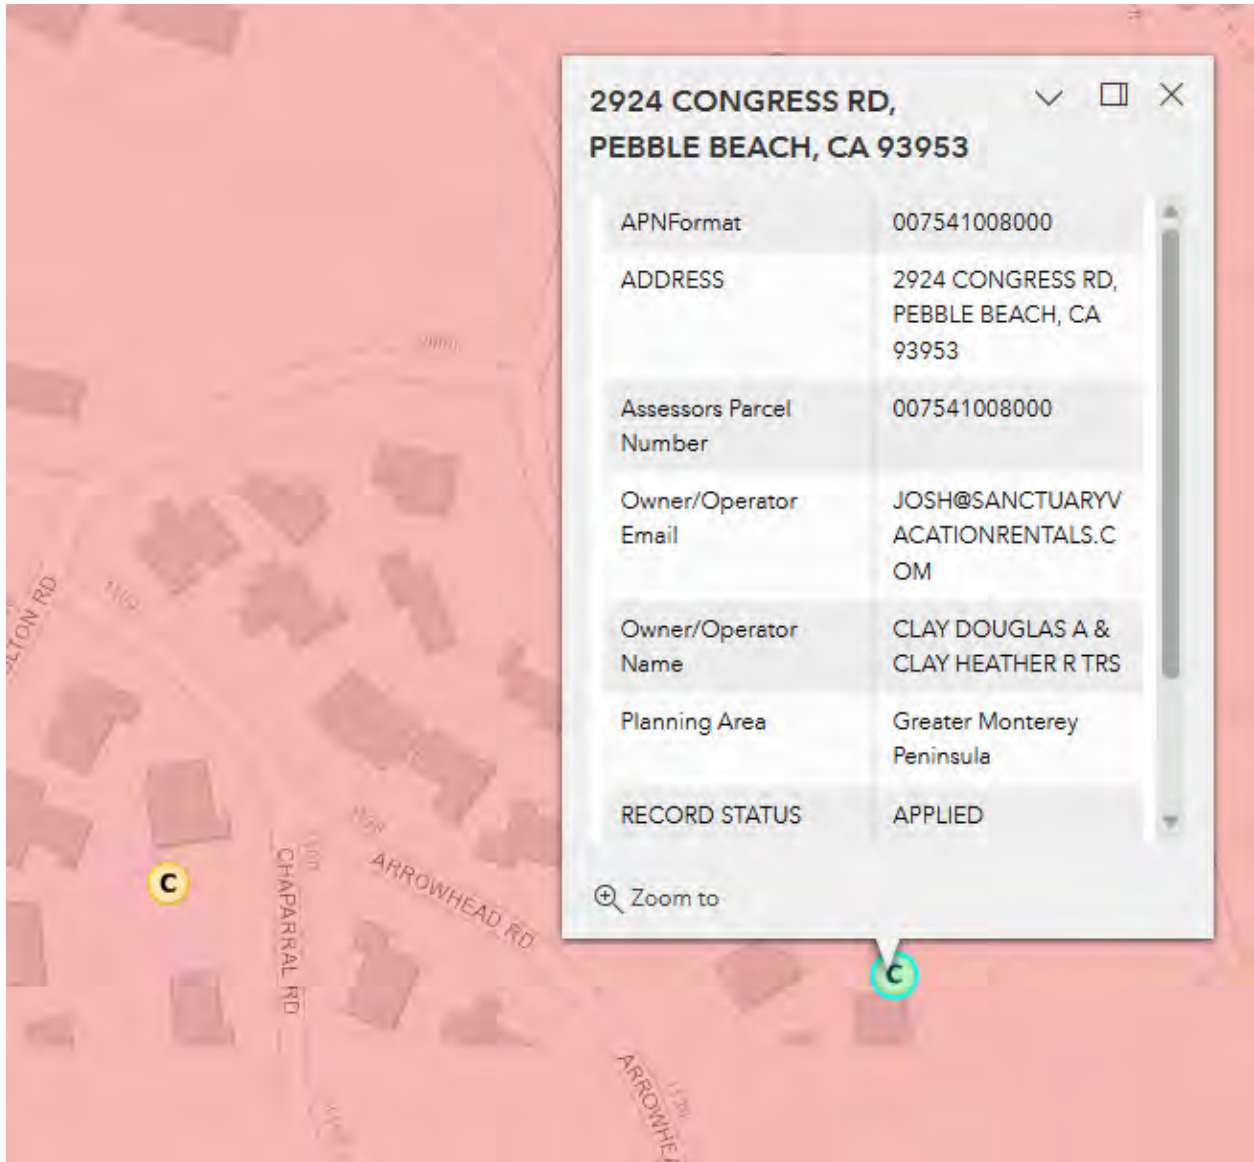 2924 CONGRESS RD,
PEBBLE BEACH, CA 93953
APNFormat 007541008000
ADDRESS 2924 CONGRESS RD,
PEBBLE BEACH, CA
93953
Assessors Parcel 007541008000
Number
Owner/Operator JOSH@SANCTUARYV
Email ACATIONRENTALS.C
OM
Owner/Operator CLAY DOUGLAS A &
Name CLAY HEATHER R TRS
Planning Area Greater Monterey
Peninsula
RECORD STATUS APPLIED
Zoom to
C
C
CHAPARRAL RD
ARROWHEAD RD